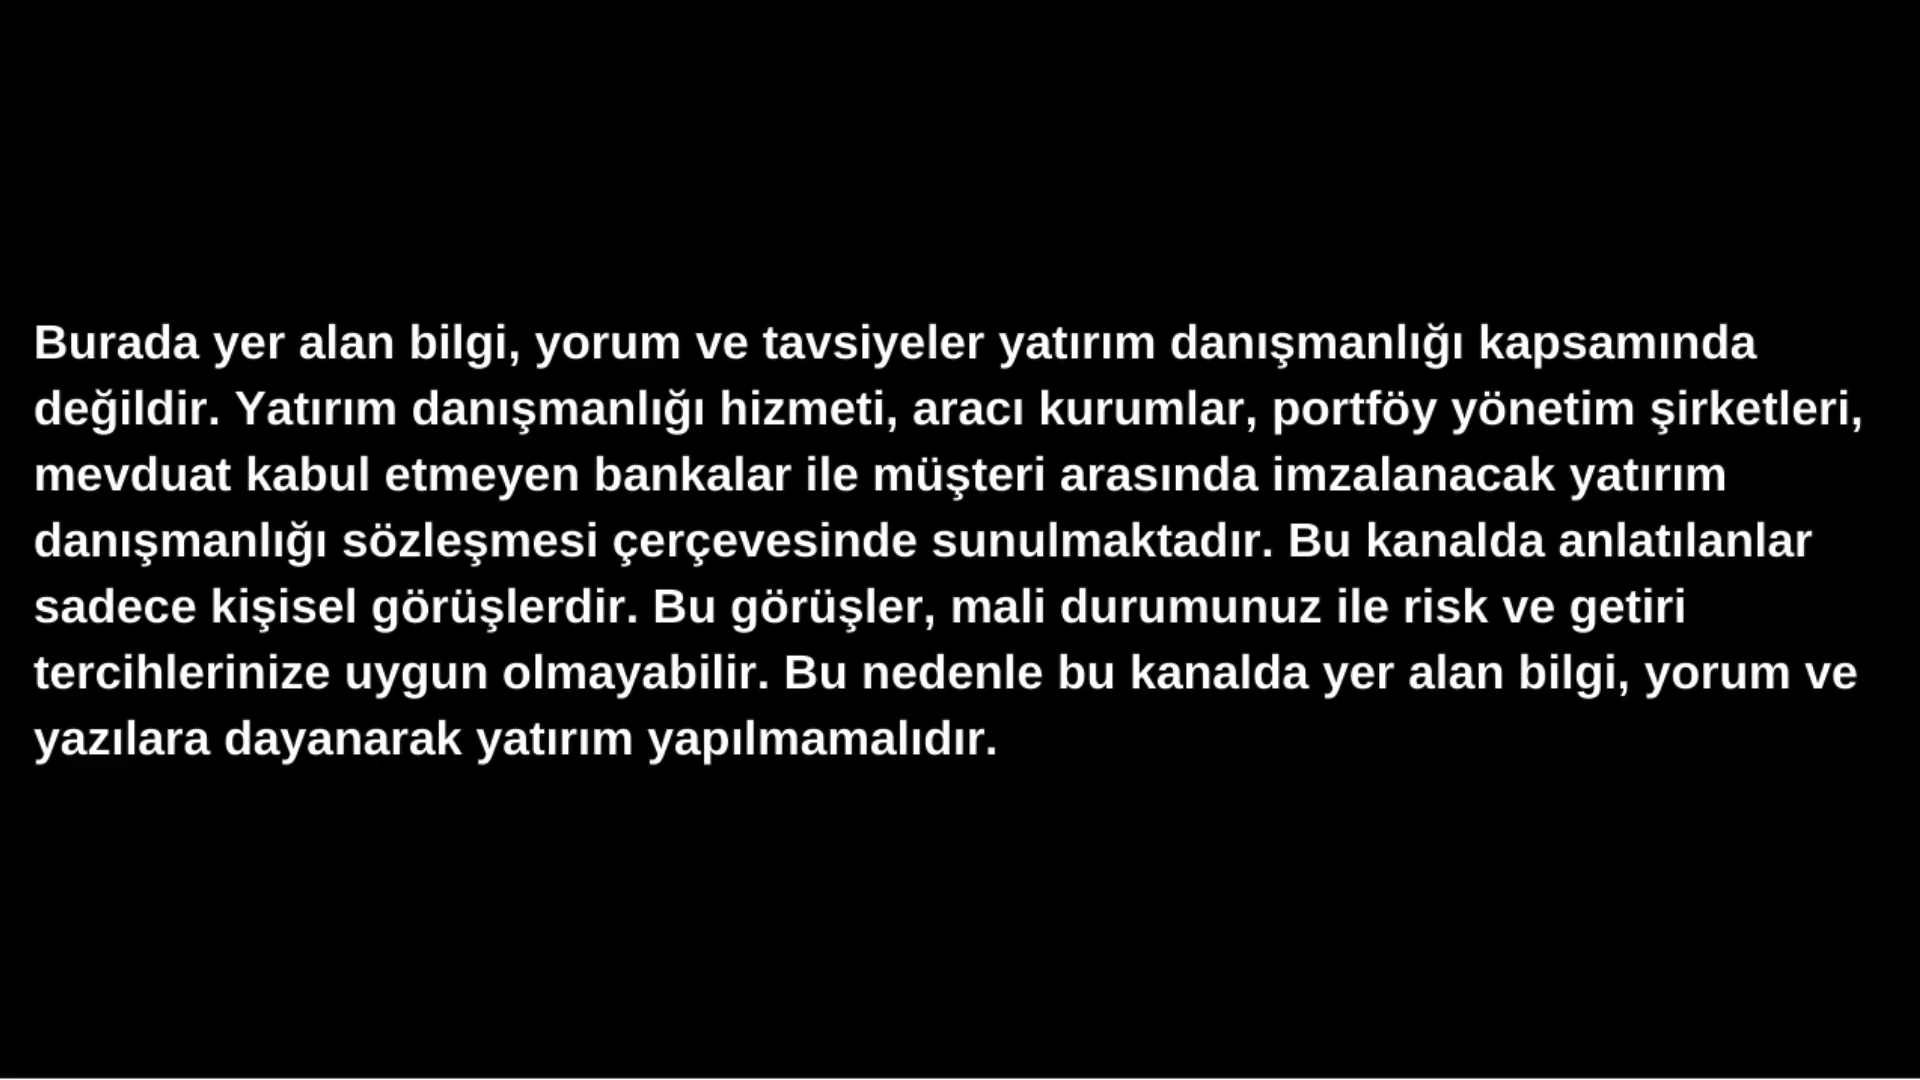 Burada yer alan bilgi, yorum ve tavsiyeler yatırım danışmanlığı kapsamında
değildir. Yatırım danışmanlığı hizmeti, aracı kurumlar, portföy yönetim şirketleri,
mevduat kabul etmeyen bankalar ile müşteri arasında imzalanacak yatırım
danışmanlığı sözleşmesi çerçevesinde sunulmaktadır. Bu kanalda anlatılanlar
sadece kişisel görüşlerdir. Bu görüşler, mali durumunuz ile risk ve getiri
tercihlerinize uygun olmayabilir. Bu nedenle bu kanalda yer alan bilgi, yorum ve
yazılara dayanarak yatırım yapılmamalıdır.